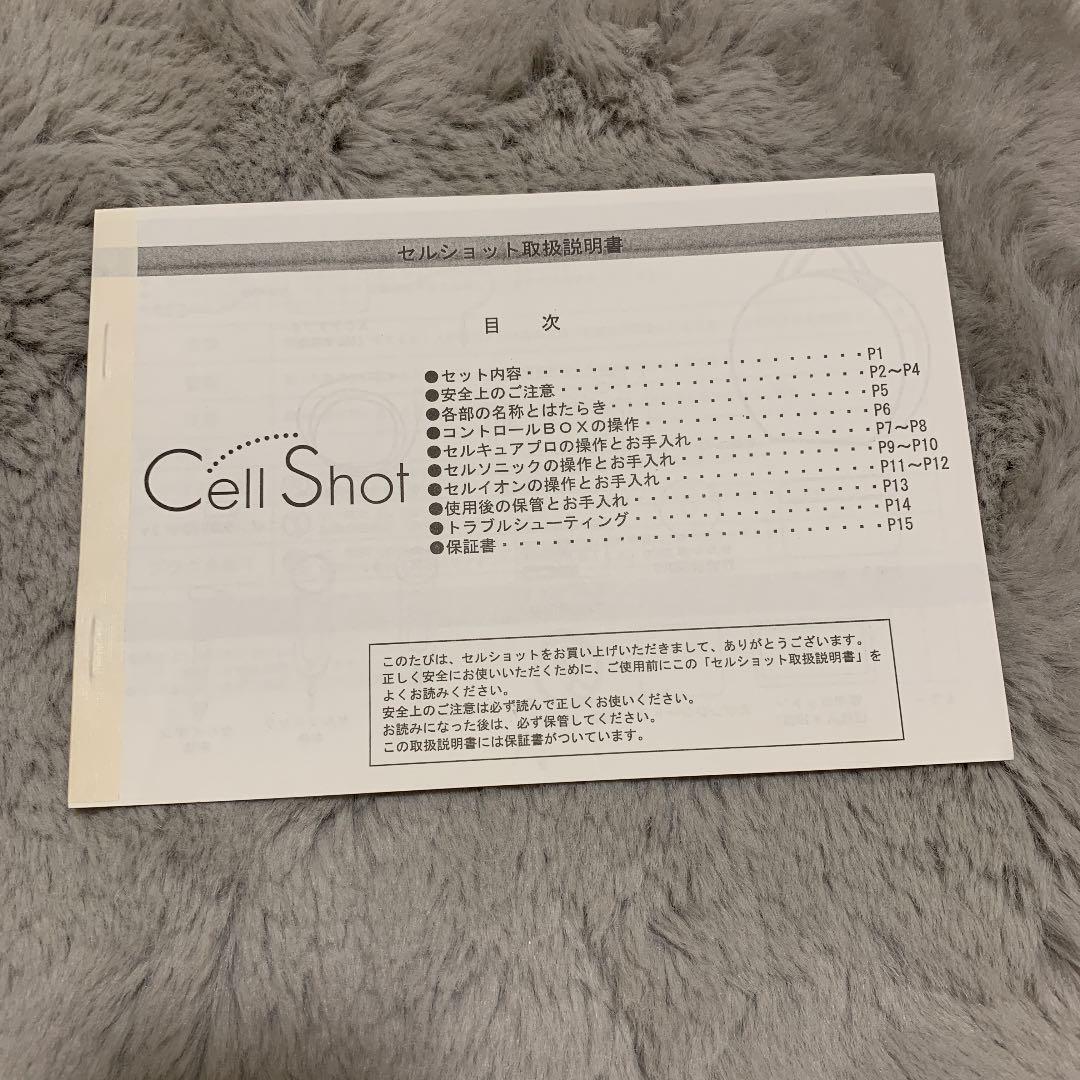 セルショット取扱説明書
目 次
●セット内容・・・・・・・・・・・・・・・・・・・・・P1
●安全上のご注意・・・・・・・・・・・・・・・・・・・P2～P4
●各部の名称とはたらき・・・・・・・・・・・・・・・・P5
●コントロールBOXの操作・・・・・・・・・・・・・・P6
●セルキュアプロの操作とお手入れ・・・・・・・・・・・P7～P8
●セルソニックの操作とお手入れ・・・・・・・・・・・・P9～P10
●セルイオンの操作とお手入れ・・・・・・・・・・・・・P11～P12
●使用後の保管とお手入れ・・・・・・・・・・・・・・・P13
●トラブルシューティング・・・・・・・・・・・・・・・P14
●保証書・・・・・・・・・・・・・・・・・・・・・・・P15
Cell Shot
このたびは、セルショットをお買い上げいただきまして、ありがとうございます。
正しく安全にお使いいただくために、ご使用前にこの「セルショット取扱説明書」を
よくお読みください。
安全上のご注意は必ず読んで正しくお使いください。
お読みになった後は、必ず保管してください。
この取扱説明書には保証書がついています。